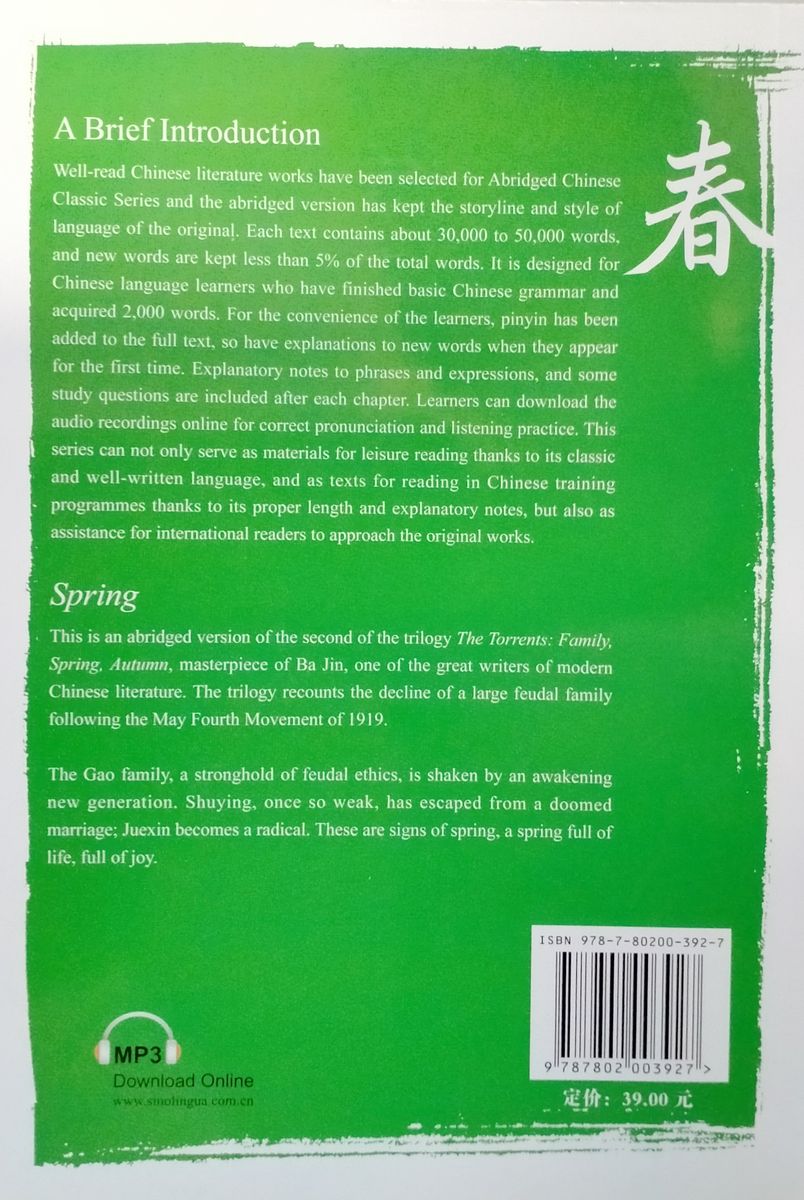 A Brief Introduction
春
Well-read Chinese literature works have been selected for Abridged Chinese
Classic Series and the abridged version has kept the storyline and style of
language of the original. Each text contains about 30,000 to 50,000 words,
and new words are kept less than 5% of the total words. It is designed for
Chinese language learners who have finished basic Chinese grammar and
acquired 2,000 words. For the convenience of the learners, pinyin has been
added to the full text, so have explanations to new words when they appear
for the first time. Explanatory notes to phrases and expressions, and some
study questions are included after each chapter. Learners can download the
audio recordings online for correct pronunciation and listening practice. This
series can not only serve as materials for leisure reading thanks to its classic
and well-written language, and as texts for reading in Chinese training
programmes thanks to its proper length and explanatory notes, but also as
assistance for international readers to approach the original works.
Spring
This is an abridged version of the second of the trilogy The Torrents: Family,
Spring, Autumn, masterpiece of Ba Jin, one of the great writers of modern
Chinese literature. The trilogy recounts the decline of a large feudal family
following the May Fourth Movement of 1919.
The Gao family, a stronghold of feudal ethics, is shaken by an awakening
new generation. Shuying, once so weak, has escaped from a doomed
marriage; Juexin becomes a radical. These are signs of spring, a spring full of
life, full of joy.
ISBN 978-7-80200-392-7
9 787802 003927 >
定价：39.00 元
MP3
Download Online
www.sinolingua.com.cn